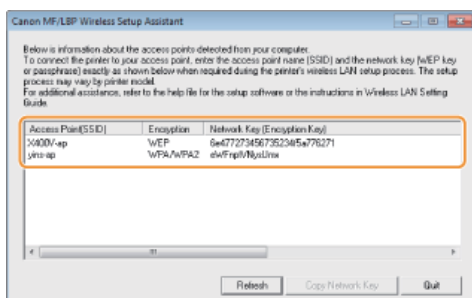 Canon MF/LBP Wireless Setup Assistant
Below is information about the access points detected from your computer.
To connect the printer to your access point, enter the access point name (SSID) and the network key (WEP key
or passphrase) exactly as shown below when required during the printer's wireless LAN setup process. The setup
process may vary by printer model.
For additional assistance, refer to the help file for the setup software or the instructions in Wireless LAN Setting
Guide.
Access Point(SSID) Encryption Network Key (Encryption Key)
X400V-ap WEP
yins-ap WPA/WPA2
Refresh Copy Network Key Quit